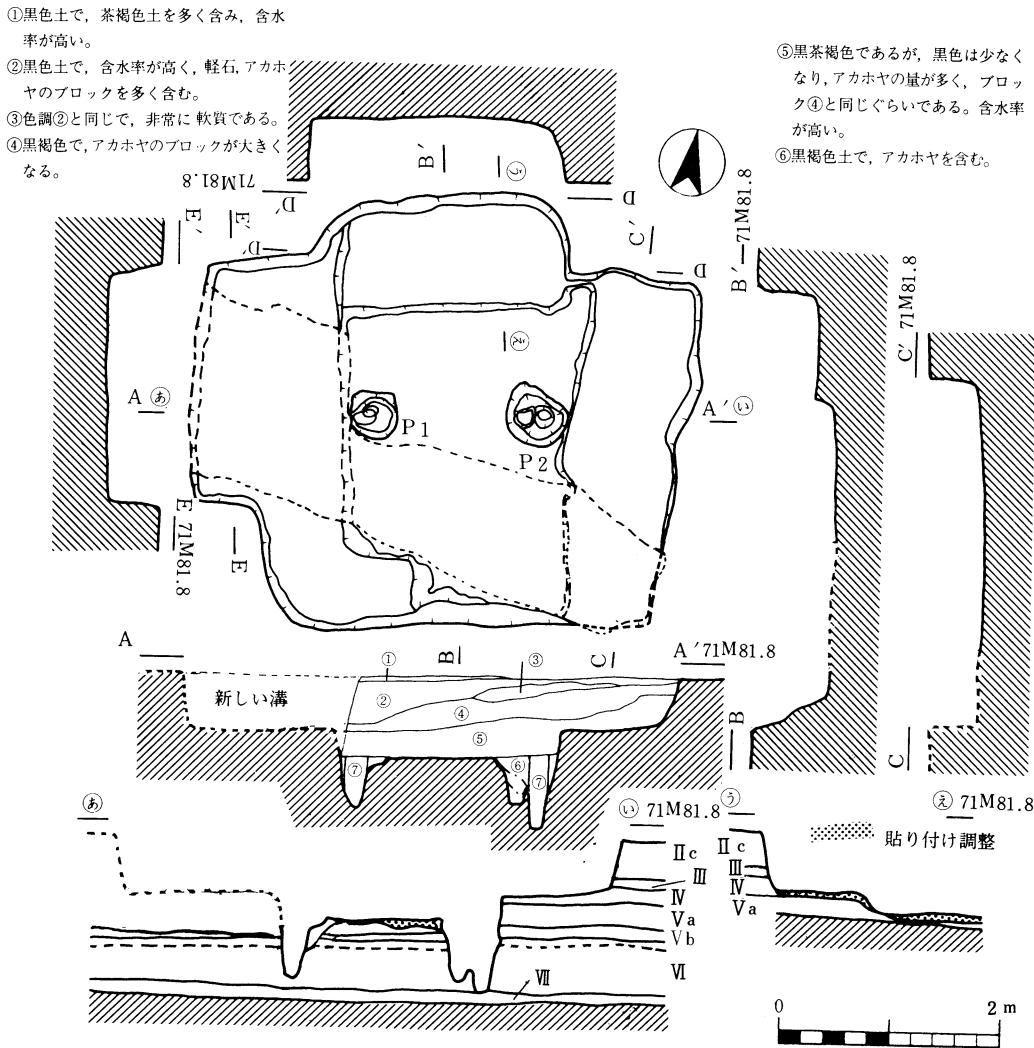 ①黒色土で，茶褐色土を多く含み，含水
率が高い。
②黒色土で，含水率が高く，軽石，アカホ
ヤのブロックを多く含む。
③色調②と同じで，非常に軟質である。
④黒褐色で，アカホヤのブロックが大きく
なる。
⑤黒茶褐色であるが，黒色は少なく
なり，アカホヤの量が多く，ブロッ
ク④と同じぐらいである。含水率
が高い。
⑥黒褐色土で，アカホヤを含む。
71M81.8
B′
う
D′
D
E′
E′
D′
C′
D
B′ 71M81.8
C′ 71M81.8
え
A あ
A′ い
P1
P2
E 71M81.8
E
A
B
C
A′ 71M81.8
①
③
新しい溝
②
④
⑤
⑦
⑥
⑦
B
C
あ
い 71M81.8
う
え 71M81.8
貼り付け調整
Ⅱc
Ⅲ
Ⅳ
Ⅴa
Ⅴb
Ⅵ
Ⅶ
Ⅱc
Ⅲ
Ⅳ
Ⅴa
0
2 m